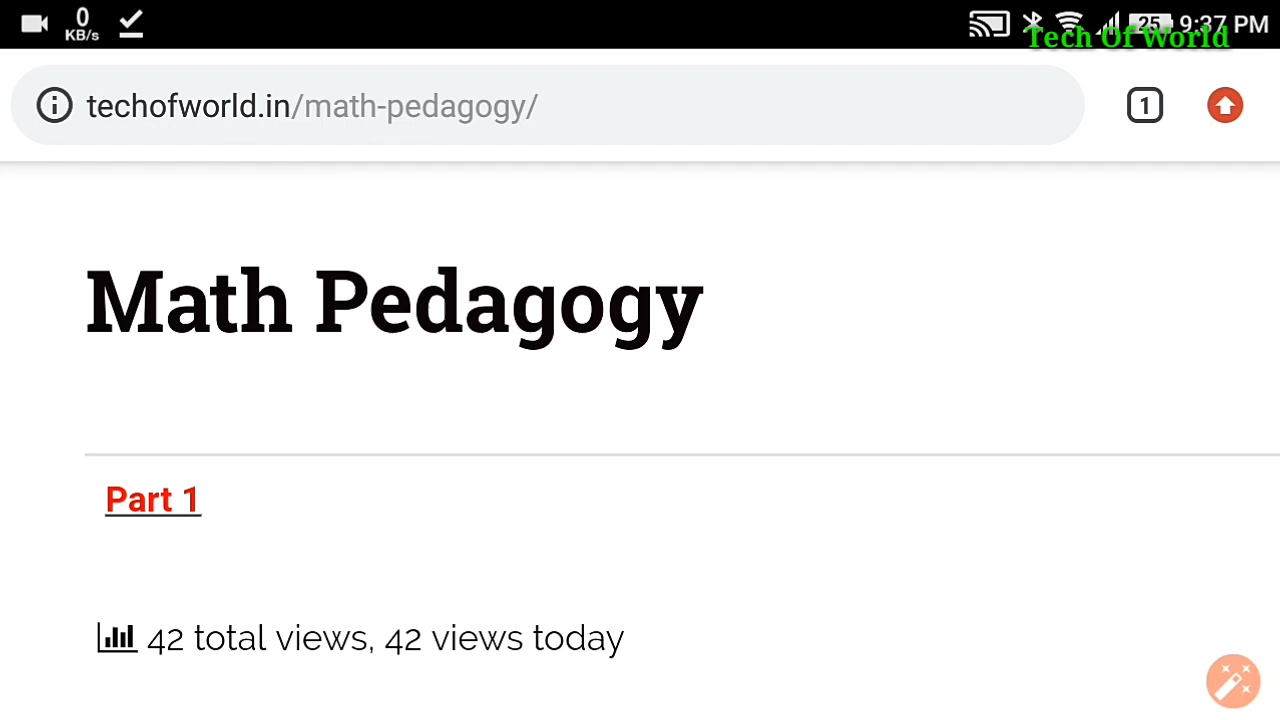 0
KB/s
25 9:37 PM
Tech Of World
techofworld.in/math-pedagogy/
1
Math Pedagogy
Part 1
42 total views, 42 views today